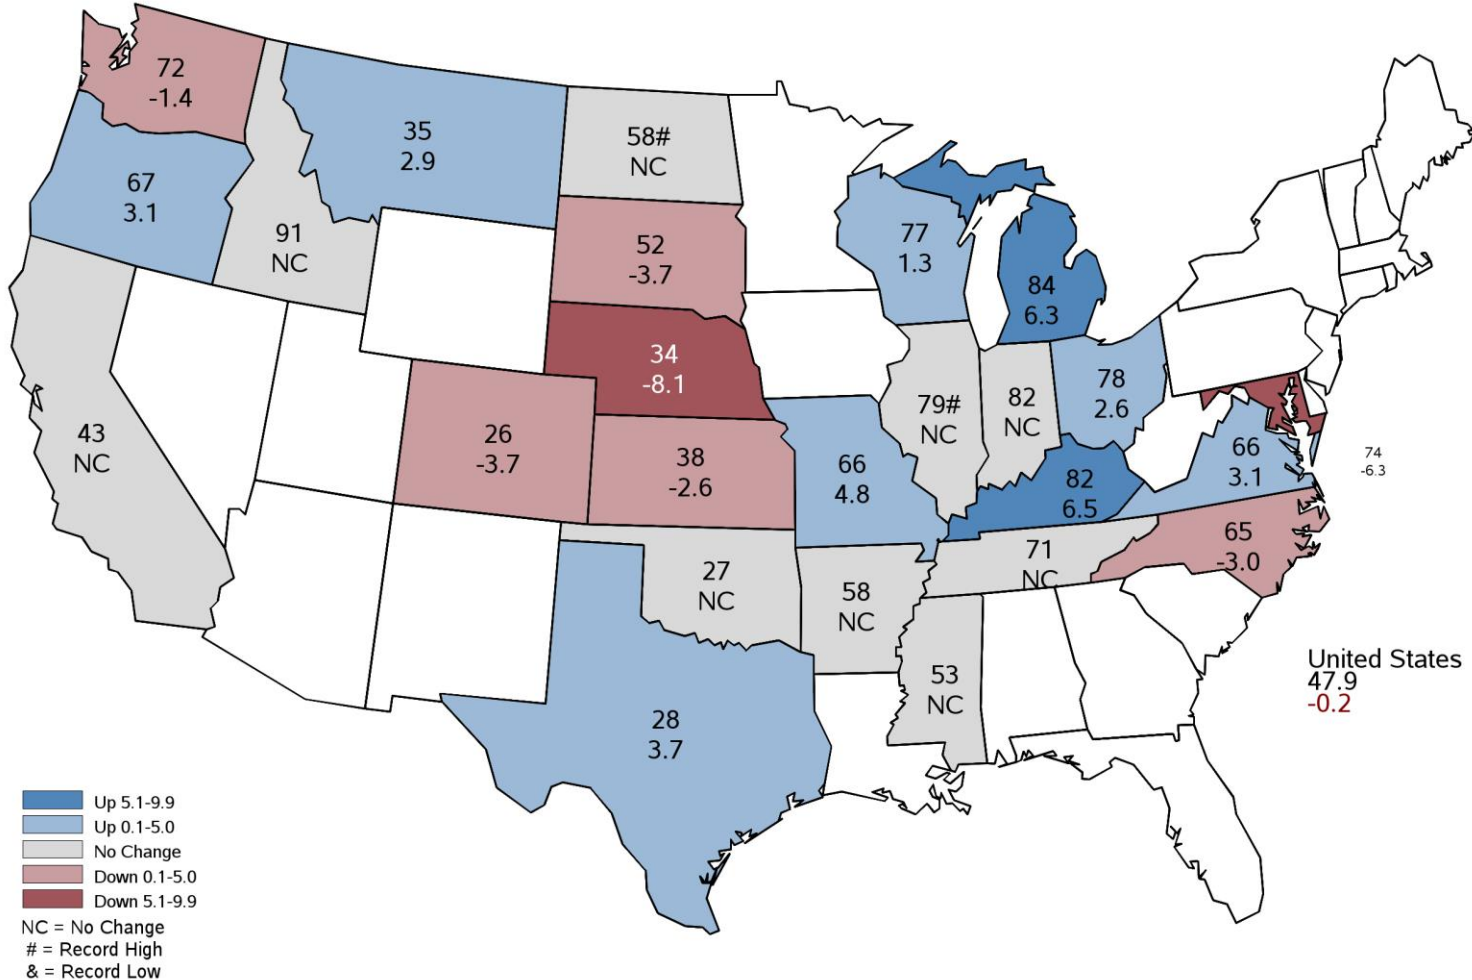 72
-1.4
35
2.9
58#
NC
67
3.1
91
NC
52
-3.7
77
1.3
84
6.3
34
-8.1
43
NC
26
-3.7
38
-2.6
66
4.8
79#
NC
82
NC
78
2.6
82
6.5
66
3.1
74
-6.3
27
NC
58
NC
71
NC
65
-3.0
53
NC
28
3.7
United States
47.9
-0.2
Up 5.1-9.9
Up 0.1-5.0
No Change
Down 0.1-5.0
Down 5.1-9.9
NC = No Change
# = Record High
& = Record Low